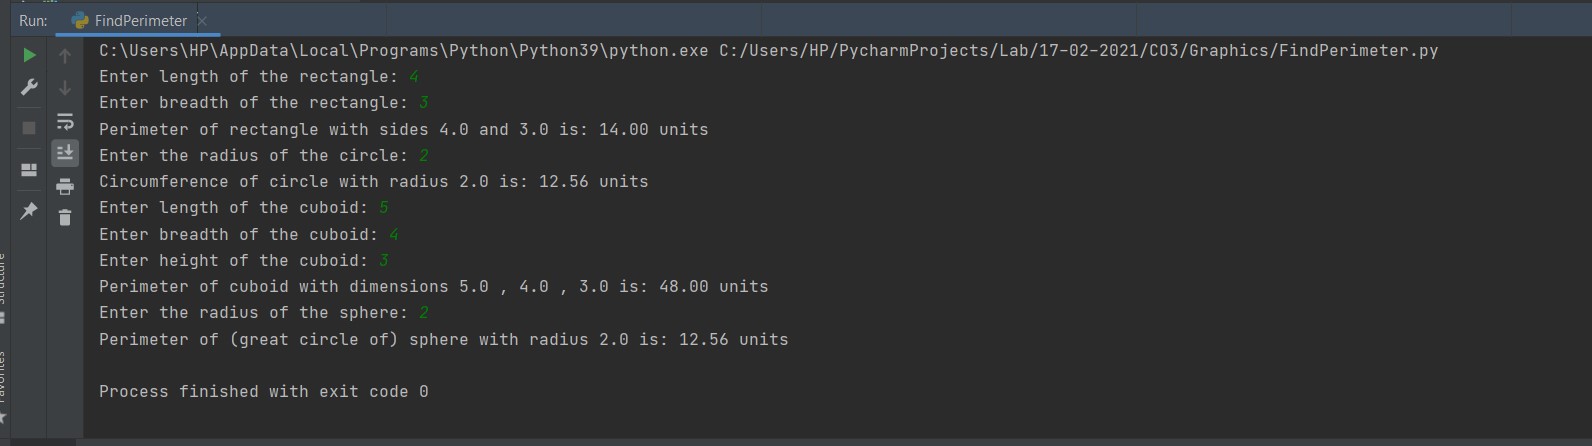 Run: FindPerimeter
C:\Users\HP\AppData\Local\Programs\Python\Python39\python.exe C:/Users/HP/PycharmProjects/Lab/17-02-2021/CO3/Graphics/FindPerimeter.py
Enter length of the rectangle: 4
Enter breadth of the rectangle: 3
Perimeter of rectangle with sides 4.0 and 3.0 is: 14.00 units
Enter the radius of the circle: 2
Circumference of circle with radius 2.0 is: 12.56 units
Enter length of the cuboid: 5
Enter breadth of the cuboid: 4
Enter height of the cuboid: 3
Perimeter of cuboid with dimensions 5.0 , 4.0 , 3.0 is: 48.00 units
Enter the radius of the sphere: 2
Perimeter of (great circle of) sphere with radius 2.0 is: 12.56 units
Process finished with exit code 0